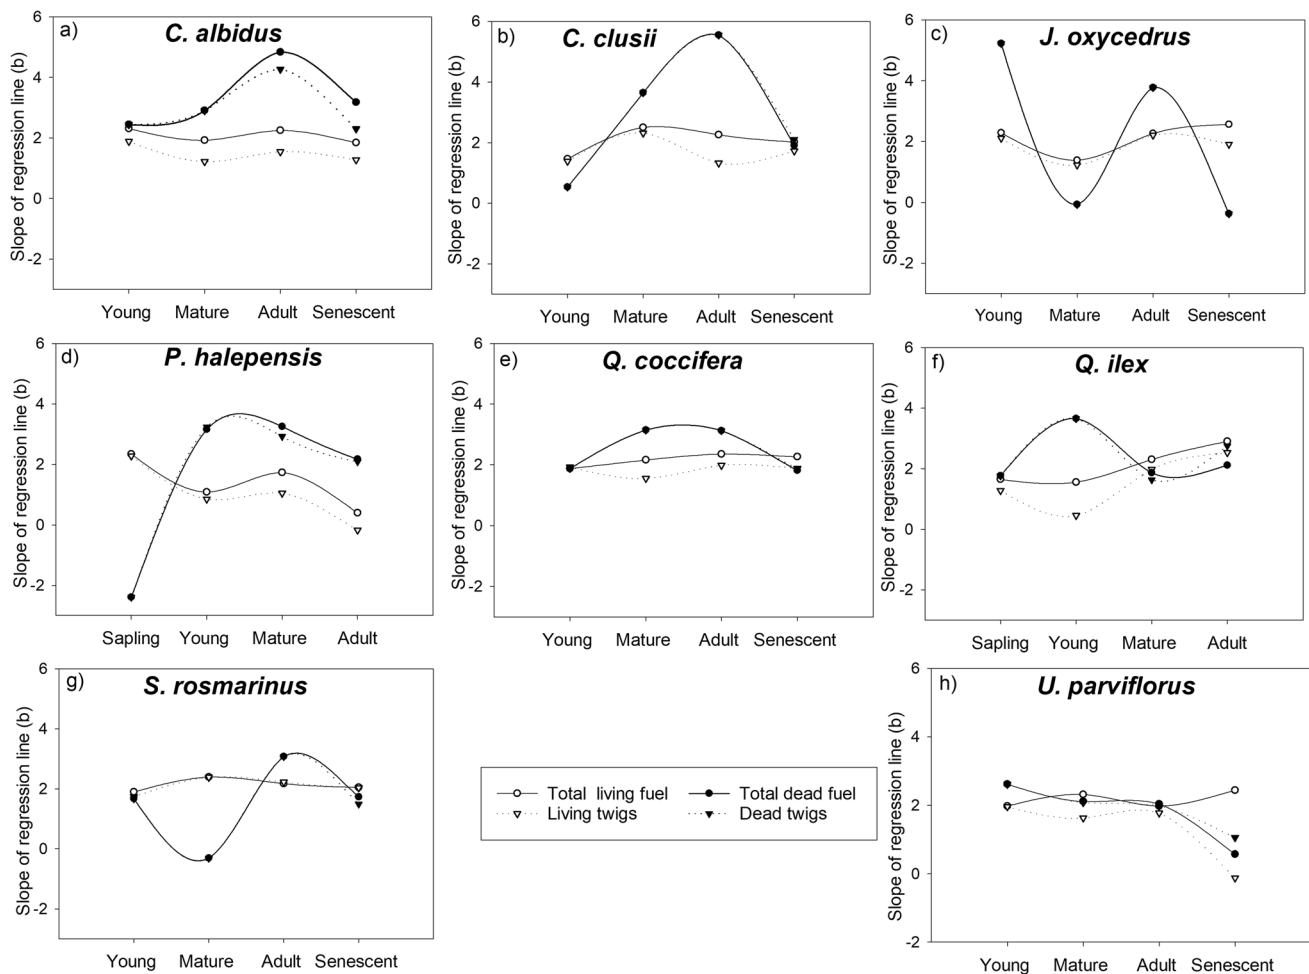 a)
C. albidus
Slope of regression line (b)
6
4
2
0
-2
Young Mature Adult Senescent
b)
C. clusii
Slope of regression line (b)
6
4
2
0
-2
Young Mature Adult Senescent
c)
J. oxycedrus
Slope of regression line (b)
6
4
2
0
-2
Young Mature Adult Senescent
d)
P. halepensis
Slope of regression line (b)
6
4
2
0
-2
Sapling Young Mature Adult
e)
Q. coccifera
Slope of regression line (b)
6
4
2
0
-2
Young Mature Adult Senescent
f)
Q. ilex
Slope of regression line (b)
6
4
2
0
-2
Sapling Young Mature Adult
g)
S. rosmarinus
Slope of regression line (b)
6
4
2
0
-2
Young Mature Adult Senescent
Total living fuel Total dead fuel
Living twigs Dead twigs
h)
U. parviflorus
Slope of regression line (b)
6
4
2
0
-2
Young Mature Adult Senescent